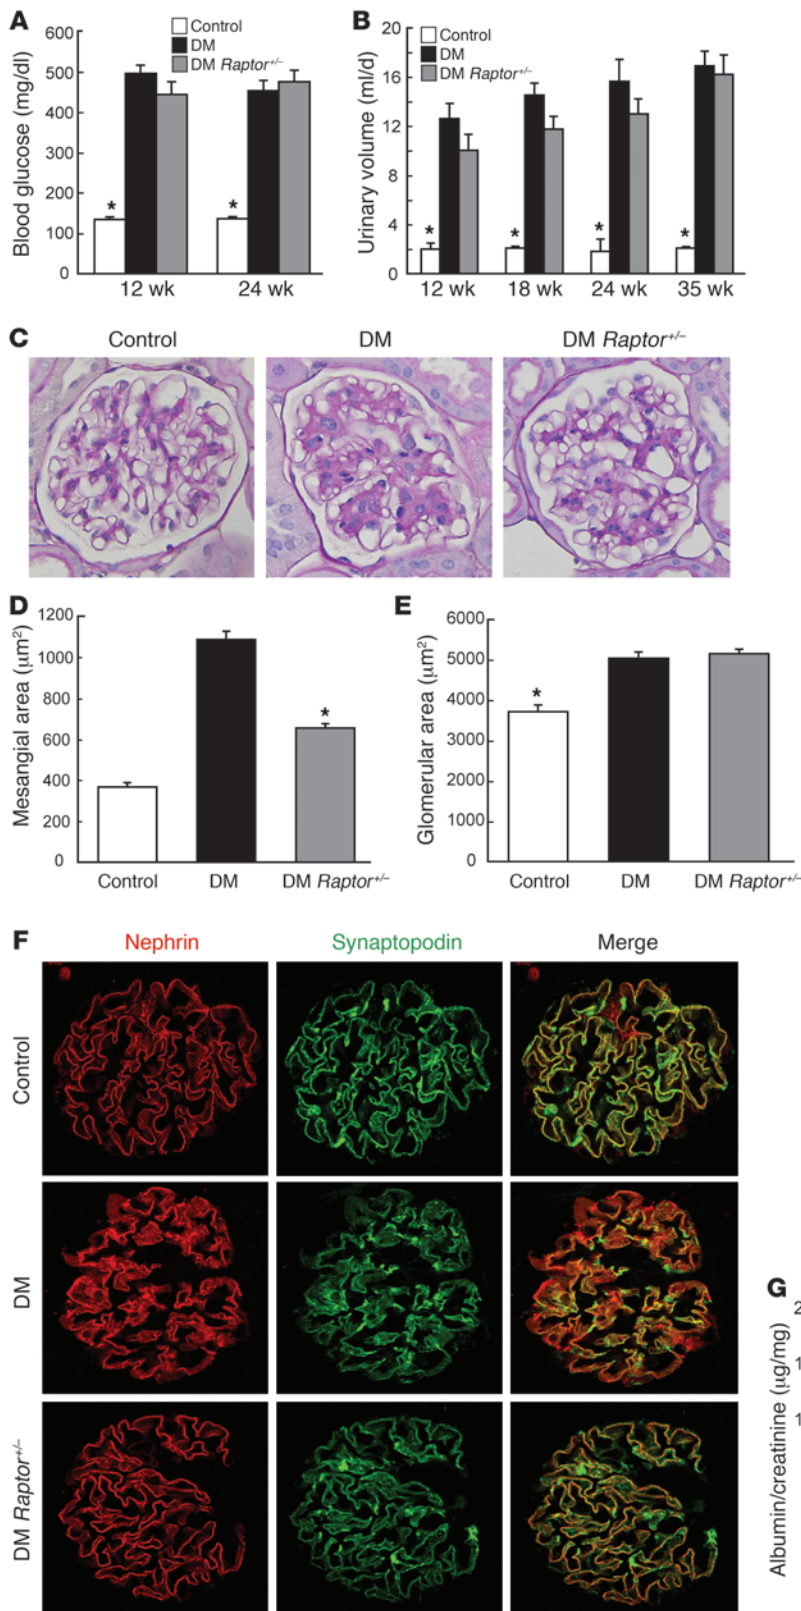 A
Control
DM
DM Raptor+/–
Blood glucose (mg/dl)
600
500
400
300
200
100
0
*
*
12 wk
24 wk
B
Control
DM
DM Raptor+/–
Urinary volume (ml/d)
20
16
12
8
4
2
0
*
*
*
*
12 wk
18 wk
24 wk
35 wk
C
Control
DM
DM Raptor+/–
D
Mesangial area (μm²)
1200
1000
800
600
400
200
0
*
Control
DM
DM Raptor+/–
E
Glomerular area (μm²)
6000
5000
4000
3000
2000
1000
0
*
Control
DM
DM Raptor+/–
F
Nephrin
Synaptopodin
Merge
Control
DM
DM Raptor+/–
G
Albumin/creatinine (μg/mg)
2
1
1